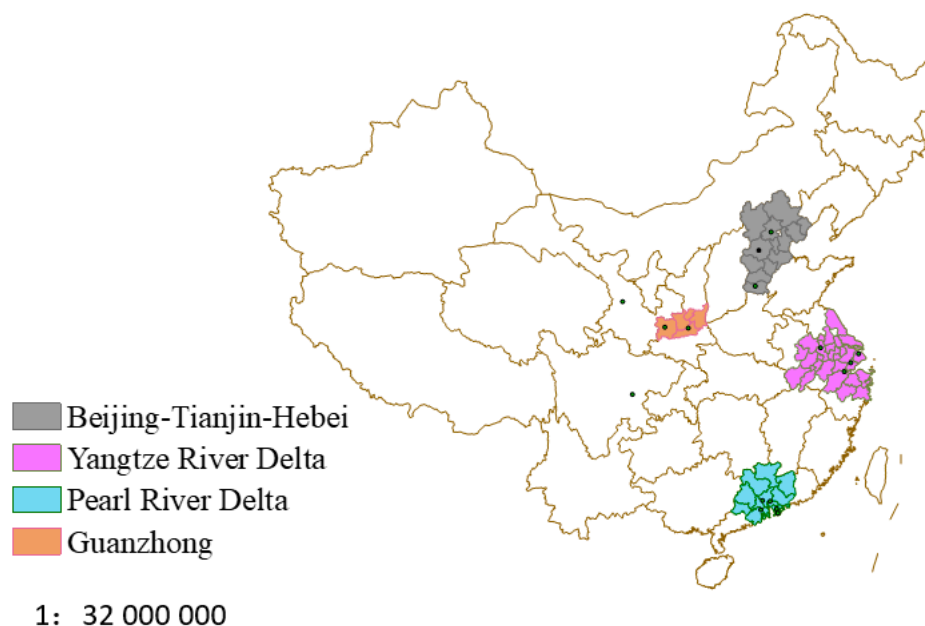 Beijing-Tianjin-Hebei
Yangtze River Delta
Pearl River Delta
Guanzhong
1： 32 000 000